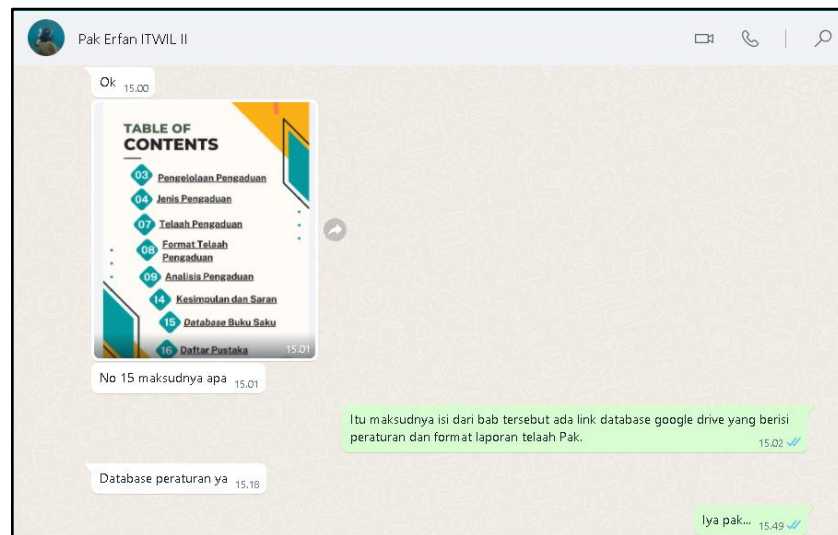 Pak Erfan ITWIL II
Ok 15.00
TABLE OF
CONTENTS
03 Pengelolaan Pengaduan
04 Jenis Pengaduan
07 Telaah Pengaduan
08 Format Telaah
Pengaduan
09 Analisis Pengaduan
14 Kesimpulan dan Saran
15 Database Buku Saku
16 Daftar Pustaka 15.01
No 15 maksudnya apa 15.01
Itu maksudnya isi dari bab tersebut ada link database google drive yang berisi
peraturan dan format laporan telaah Pak. 15.02
Database peraturan ya 15.18
Iya pak... 15.49